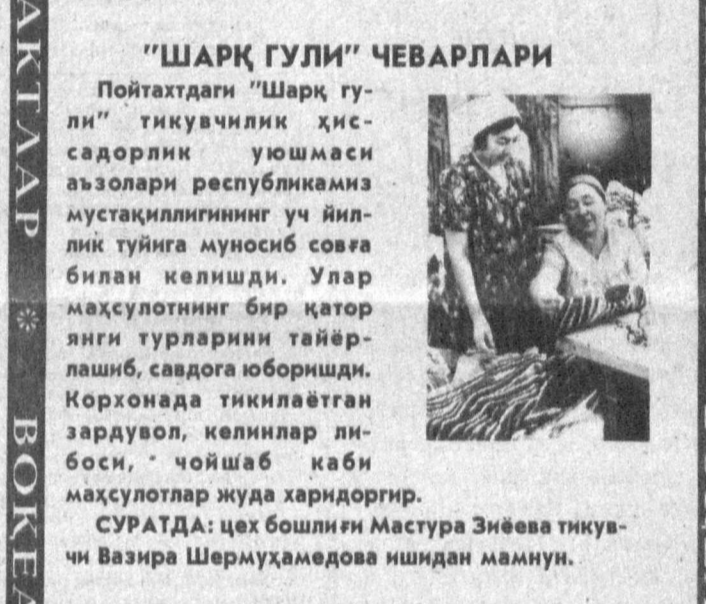 "ШАРҚ ГУЛИ" ЧЕВАРЛАРИ
Пойтахтдаги "Шарқ гу-
ли" тикувчилик ҳис-
садорлик уюшмаси
аъзолари республикамиз
мустақиллигининг уч йил-
лик туйига муносиб совға
билан келишди. Улар
маҳсулотнинг бир қатор
янги турларини тайёр-
лашиб, савдога юборишди.
Корхонада тикилаётган
зардувол, келинлар ли-
боси, чойшаб каби
маҳсулотлар жуда харидоргир.
СУРАТДА: цех бошлиғи Мастура Зиёева тикув-
чи Вазира Шермуҳамедова ишидан мамнун.
АКТЛАР * ВОҚЕА